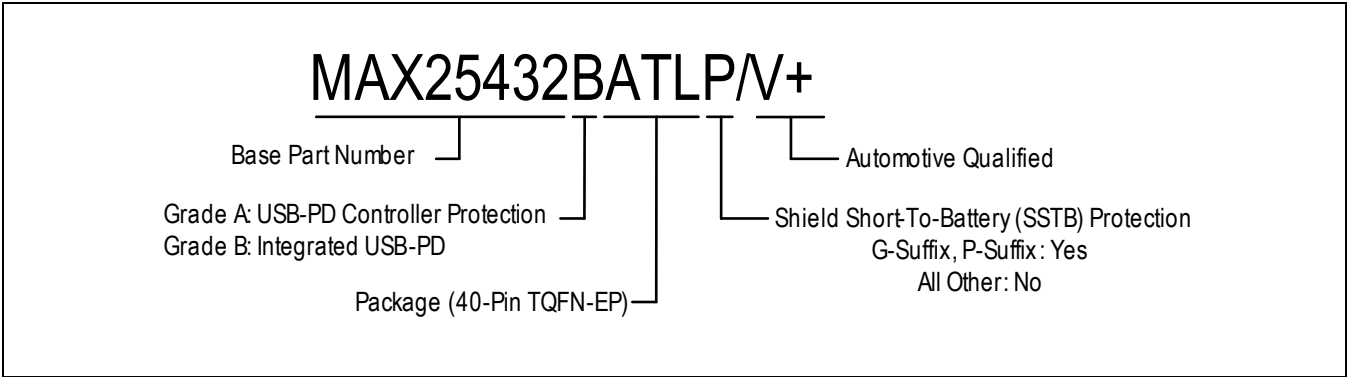 MAX25432BATLP/V+
Base Part Number
Automotive Qualified
Grade A: USB-PD Controller Protection
Grade B: Integrated USB-PD
Shield Short-To-Battery (SSTB) Protection
G-Suffix, P-Suffix: Yes
All Other: No
Package (40-Pin TQFN-EP)